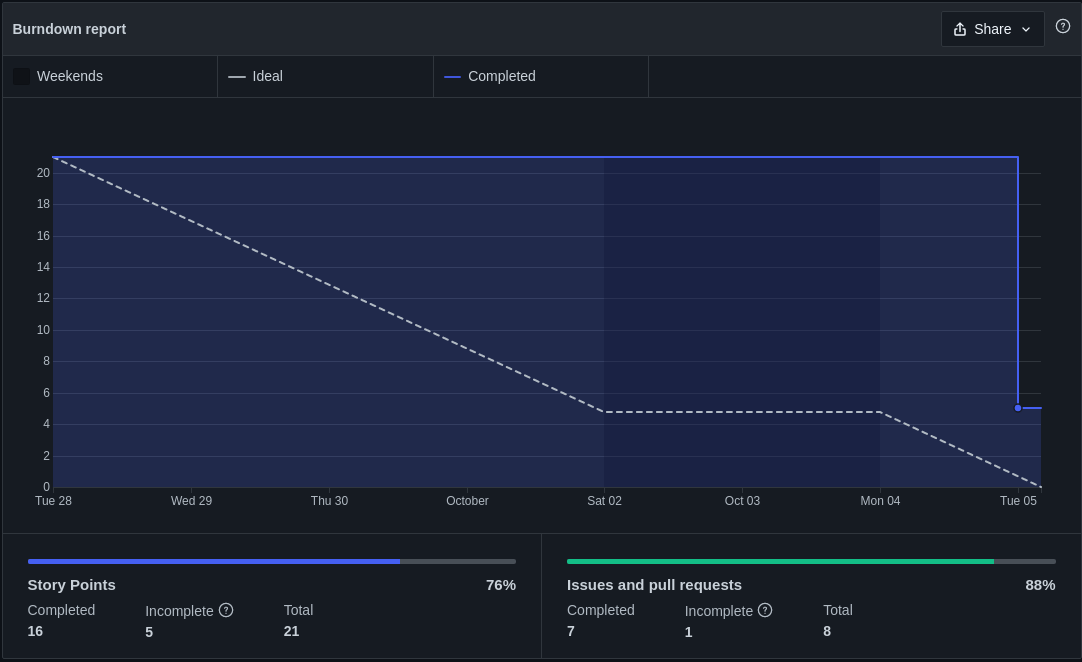 Burndown report
Share
Weekends
Ideal
Completed
20
18
16
14
12
10
8
6
4
2
0
Tue 28 Wed 29 Thu 30 October Sat 02 Oct 03 Mon 04 Tue 05
Story Points 76%
Completed Incomplete Total
16 5 21
Issues and pull requests 88%
Completed Incomplete Total
7 1 8